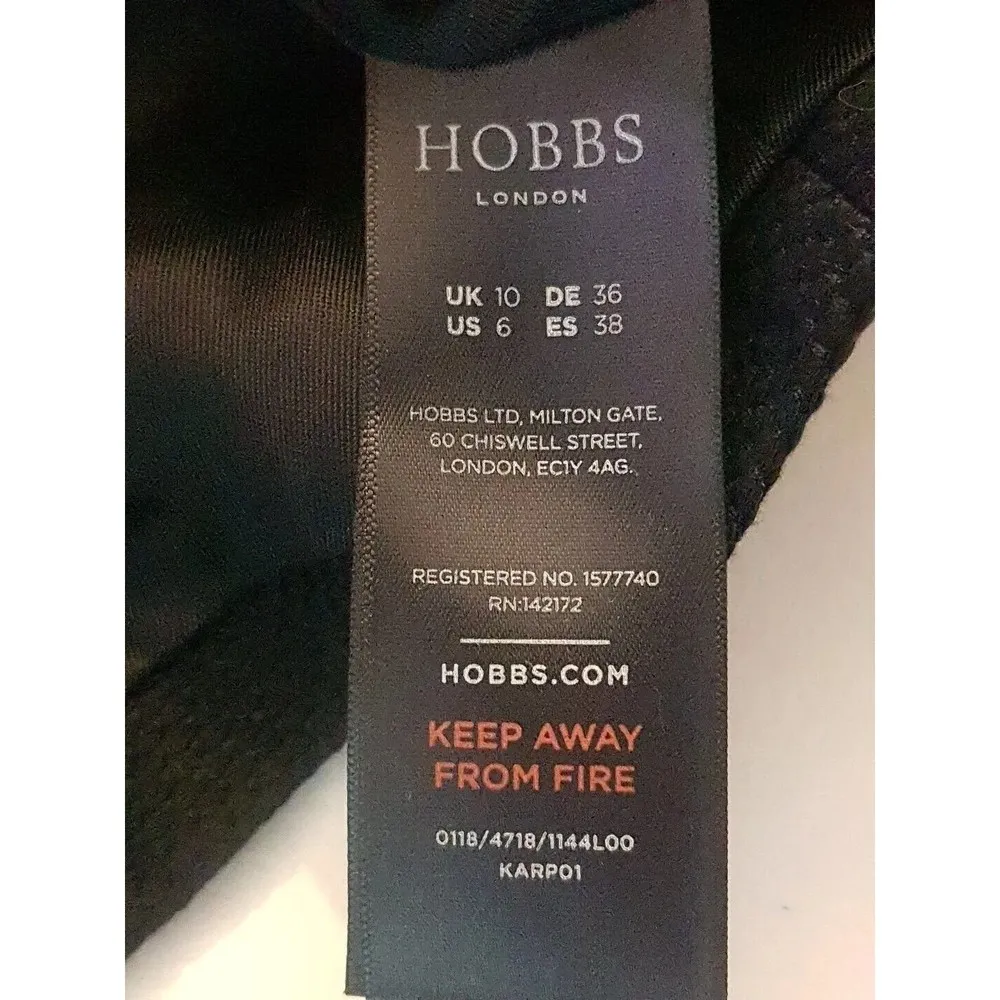 HOBBS
LONDON
UK 10 DE 36
US 6 ES 38
HOBBS LTD, MILTON GATE,
60 CHISWELL STREET,
LONDON, EC1Y 4AG.
REGISTERED NO. 1577740
RN:142172
HOBBS.COM
KEEP AWAY
FROM FIRE
0118/4718/1144L00
KARP01